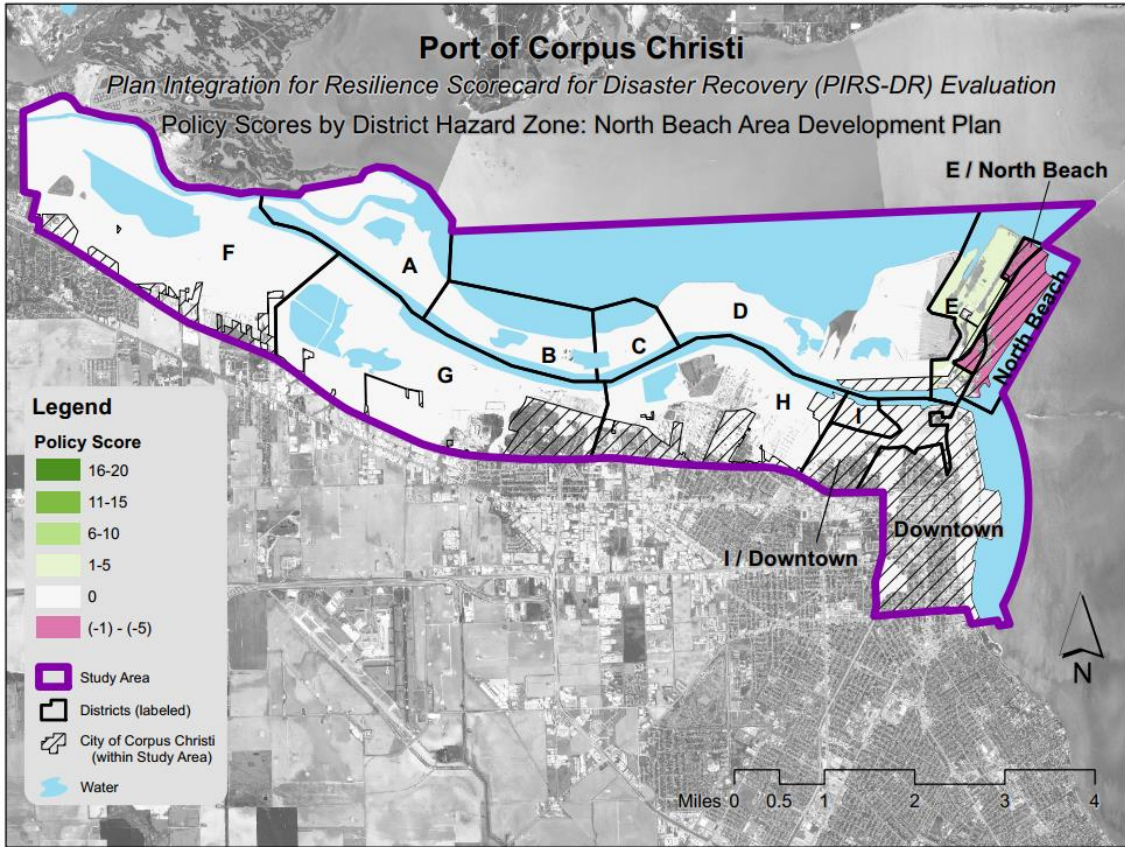 Port of Corpus Christi
Plan Integration for Resilience Scorecard for Disaster Recovery (PIRS-DR) Evaluation
Policy Scores by District Hazard Zone: North Beach Area Development Plan
E / North Beach
F
A
D
E
B
C
North Beach
G
H
I
Downtown
I / Downtown
Legend
Policy Score
16-20
11-15
6-10
1-5
0
(-1) - (-5)
Study Area
Districts (labeled)
City of Corpus Christi
(within Study Area)
Water
N
Miles 0 0.5 1 2 3 4